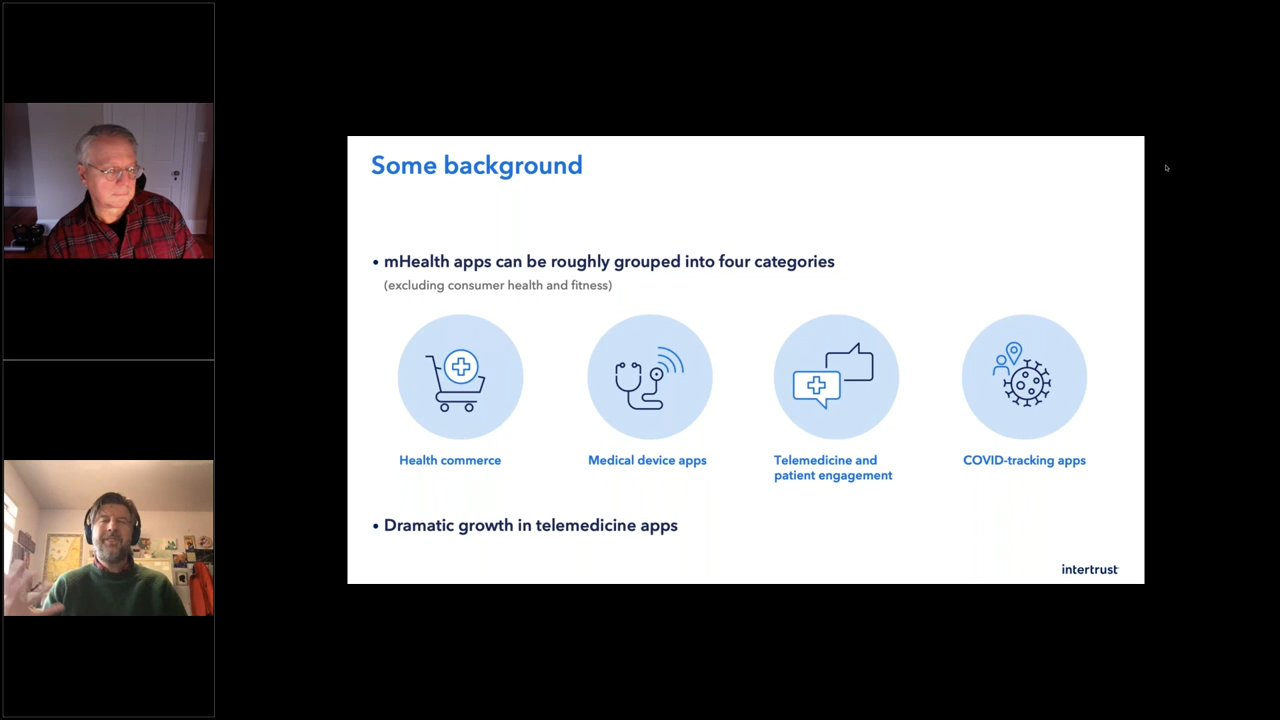 Some background
• mHealth apps can be roughly grouped into four categories
(excluding consumer health and fitness)
Health commerce
Medical device apps
Telemedicine and
patient engagement
COVID-tracking apps
• Dramatic growth in telemedicine apps
intertrust